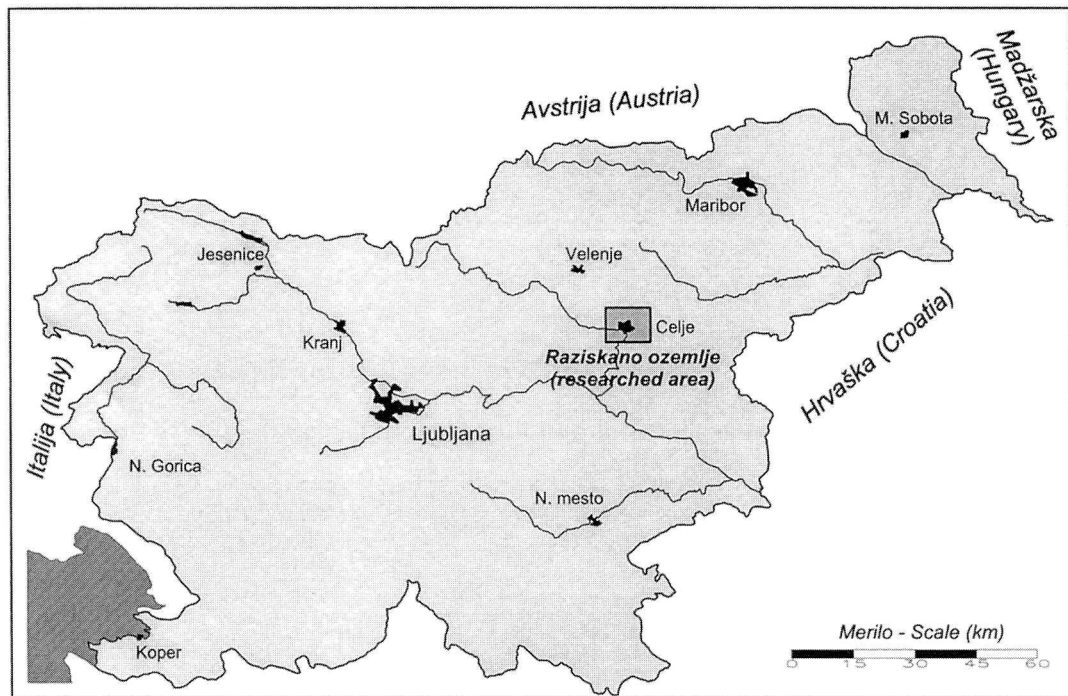 Madžarska
(Hungary)
Avstrija (Austria)
M. Sobota
Maribor
Jesenice
Velenje
Kranj
Celje
Raziskano ozemlje
(researched area)
Hrvaška (Croatia)
Italija (Italy)
Ljubljana
N. Gorica
N. mesto
Koper
Merilo - Scale (km)
0 15 30 45 60